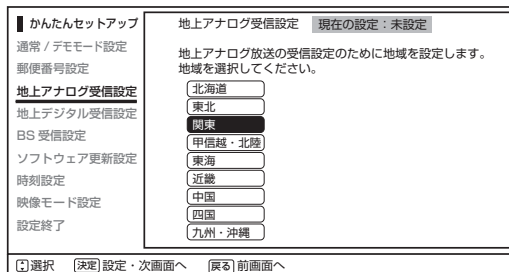 かんたんセットアップ
通常 / デモモード設定
郵便番号設定
地上アナログ受信設定
地上デジタル受信設定
BS 受信設定
ソフトウェア更新設定
時刻設定
映像モード設定
設定終了
地上アナログ受信設定 現在の設定：未設定
地上アナログ放送の受信設定のために地域を設定します。
地域を選択してください。
北海道
東北
関東
甲信越・北陸
東海
近畿
中国
四国
九州・沖縄
選択 決定 設定・次画面へ 戻る 前画面へ